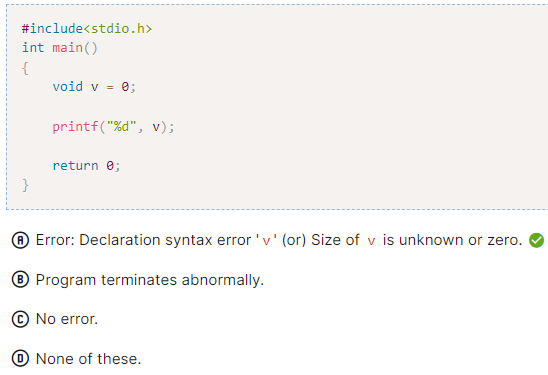 #include<stdio.h>
int main()
{
    void v = 0;
    printf("%d", v);
    return 0;
}
A Error: Declaration syntax error 'v' (or) Size of v is unknown or zero.
B Program terminates abnormally.
C No error.
D None of these.